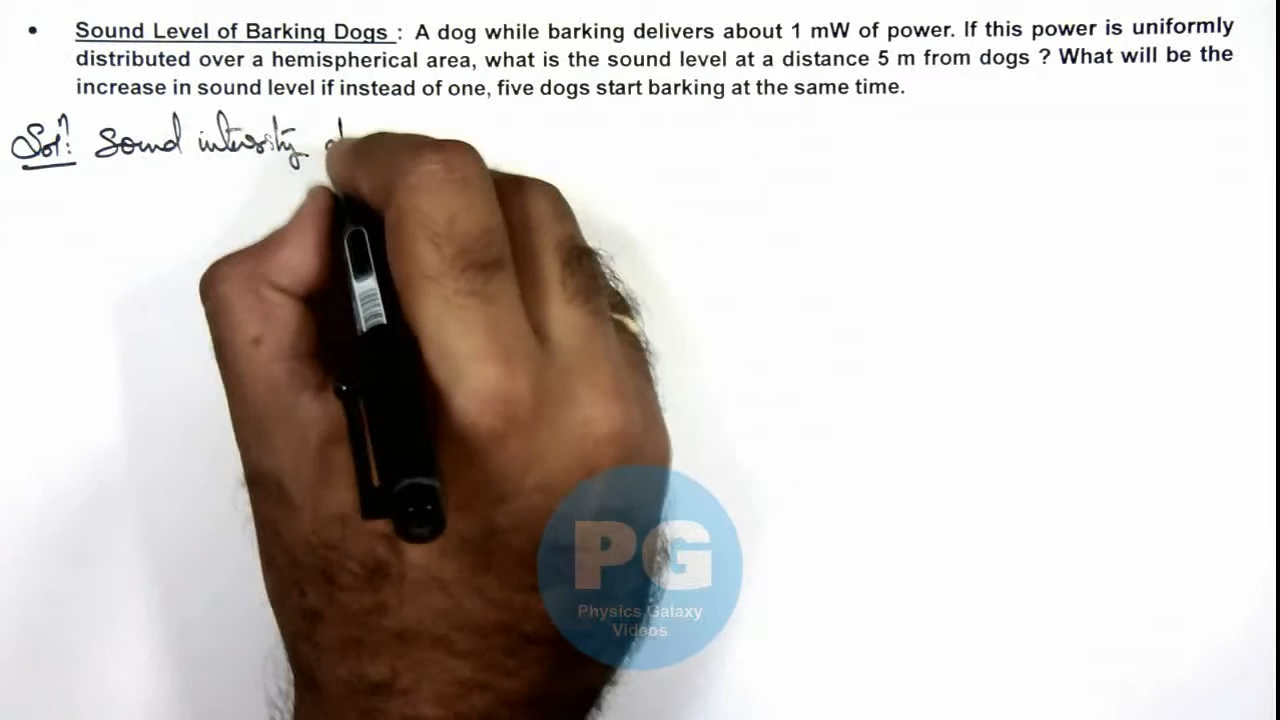 • Sound Level of Barking Dogs : A dog while barking delivers about 1 mW of power. If this power is uniformly
distributed over a hemispherical area, what is the sound level at a distance 5 m from dogs ? What will be the
increase in sound level if instead of one, five dogs start barking at the same time.
Solⁿ: Sound intensity
PG
Physics Galaxy
Videos